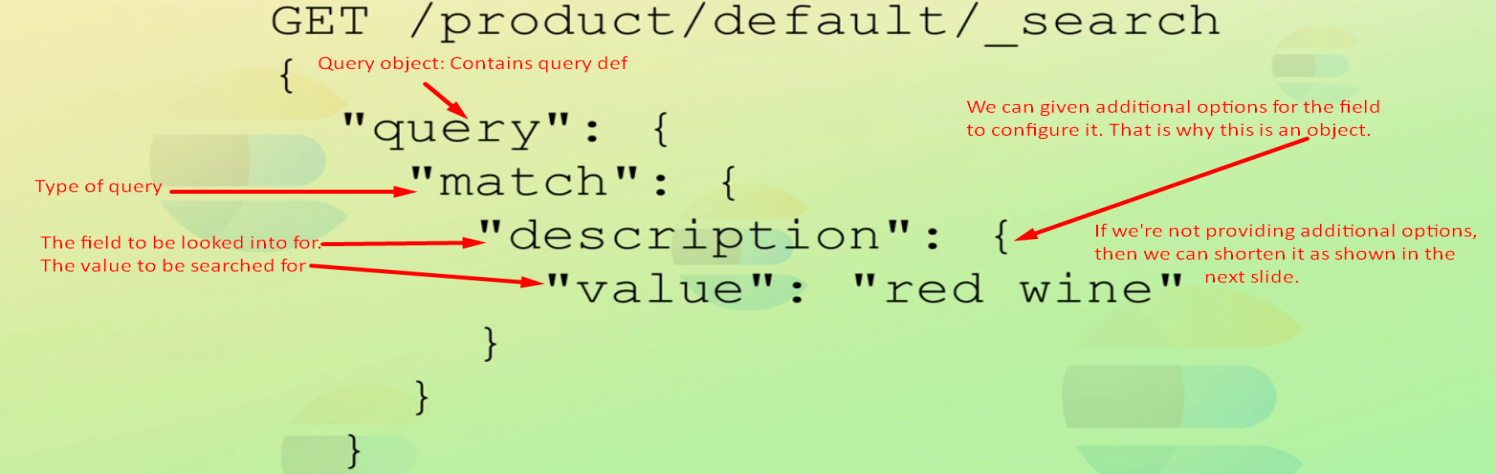 GET /product/default/_search
{
Query object: Contains query def
"query": {
We can given additional options for the field
to configure it. That is why this is an object.
Type of query
"match": {
The field to be looked into for.
"description": {
If we're not providing additional options,
then we can shorten it as shown in the
next slide.
The value to be searched for
"value": "red wine"
}
}
}